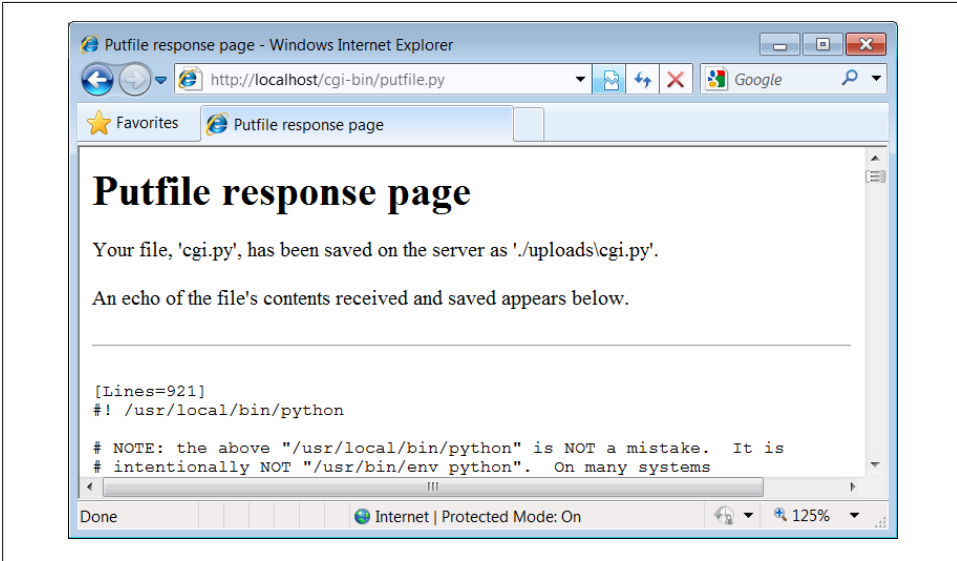 Putfile response page - Windows Internet Explorer
http://localhost/cgi-bin/putfile.py
Google
Favorites
Putfile response page
Putfile response page
Your file, 'cgi.py', has been saved on the server as './uploads\cgi.py'.
An echo of the file's contents received and saved appears below.
[Lines=921]
#! /usr/local/bin/python
# NOTE: the above "/usr/local/bin/python" is NOT a mistake.  It is
# intentionally NOT "/usr/bin/env python".  On many systems
Done
Internet | Protected Mode: On
125%